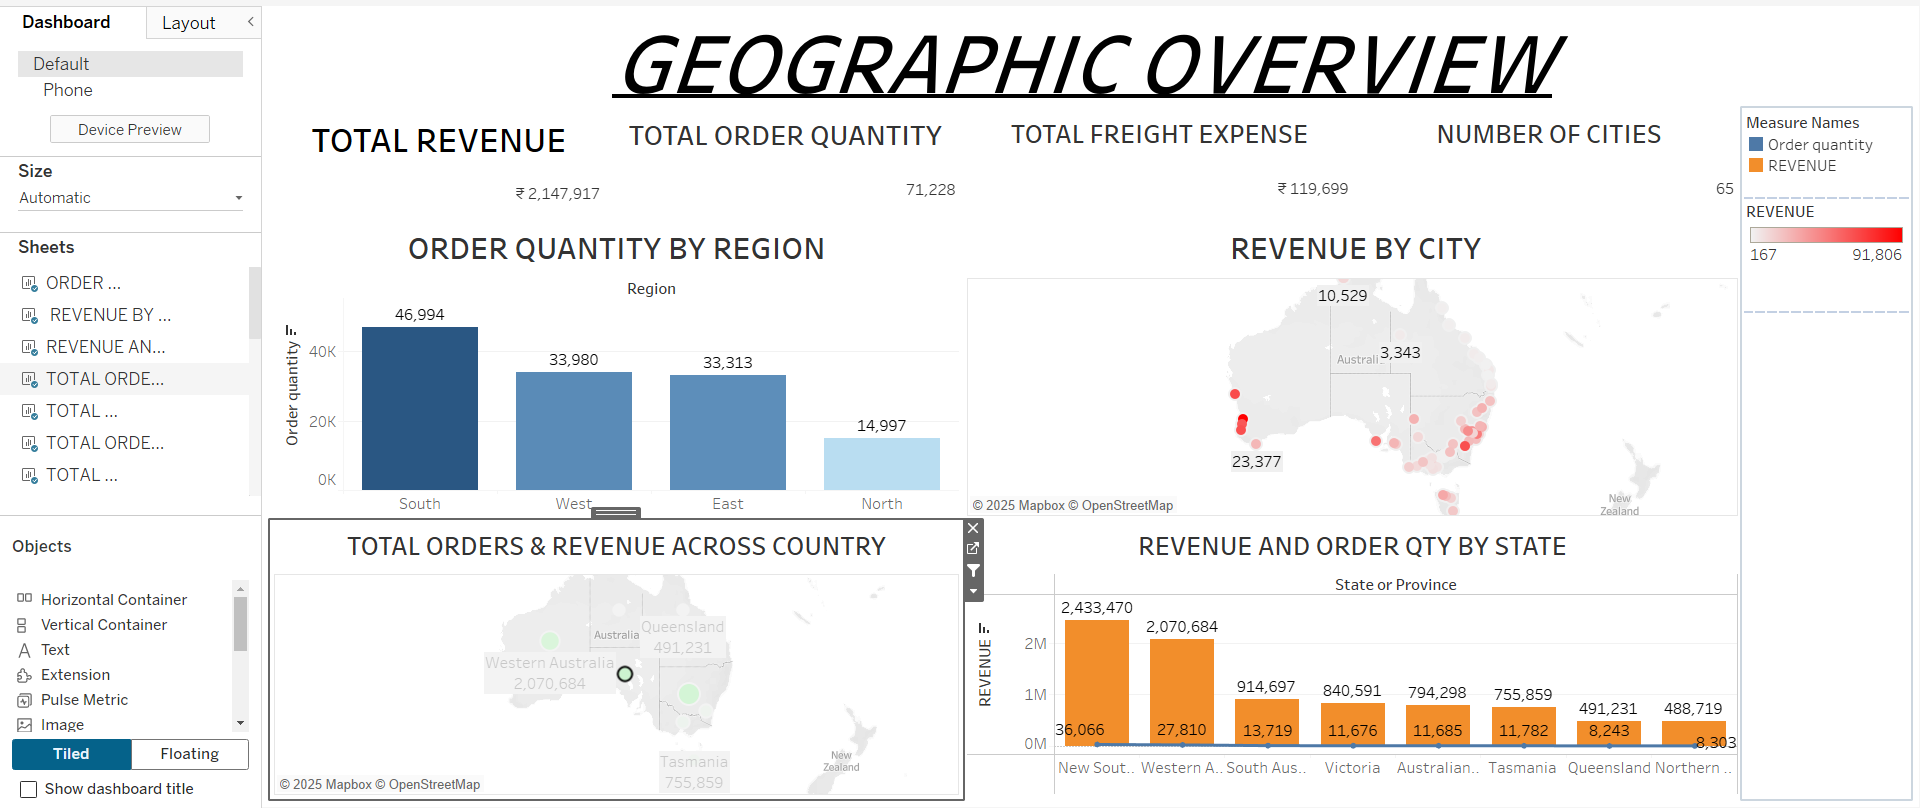 Dashboard
Layout
Default
Phone
Device Preview
Size
Automatic
Sheets
ORDER ...
REVENUE BY ...
REVENUE AN...
TOTAL ORDE...
TOTAL ...
TOTAL ORDE...
TOTAL ...
Objects
Horizontal Container
Vertical Container
Text
Extension
Pulse Metric
Image
Tiled
Floating
Show dashboard title
GEOGRAPHIC OVERVIEW
TOTAL REVENUE
₹ 2,147,917
TOTAL ORDER QUANTITY
71,228
TOTAL FREIGHT EXPENSE
₹ 119,699
NUMBER OF CITIES
65
ORDER QUANTITY BY REGION
Region
Order quantity
40K
20K
0K
46,994
33,980
33,313
14,997
South
West
East
North
REVENUE BY CITY
10,529
Australi
3,343
23,377
New
Zealand
© 2025 Mapbox © OpenStreetMap
TOTAL ORDERS & REVENUE ACROSS COUNTRY
Australia
Queensland
491,231
Western Australia
2,070,684
Tasmania
755,859
New
Zealand
© 2025 Mapbox © OpenStreetMap
REVENUE AND ORDER QTY BY STATE
State or Province
REVENUE
2M
1M
0M
2,433,470
2,070,684
914,697
840,591
794,298
755,859
491,231
488,719
36,066
27,810
13,719
11,676
11,685
11,782
8,243
8,303
New Sout..
Western A..
South Aus..
Victoria
Australian..
Tasmania
Queensland
Northern ..
Measure Names
Order quantity
REVENUE
REVENUE
167
91,806